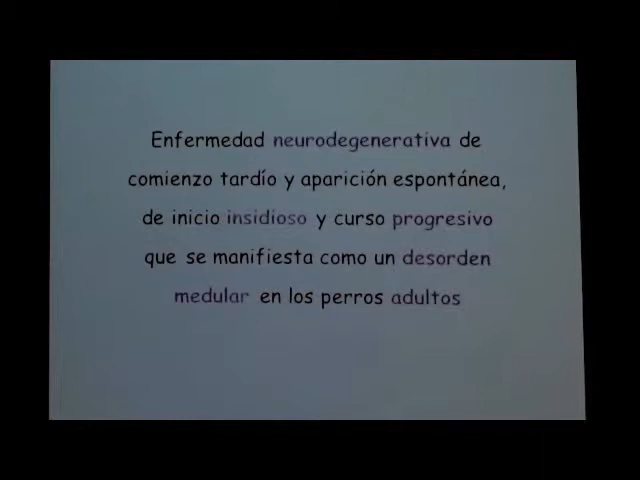 Enfermedad neurodegenerativa de
comienzo tardío y aparición espontánea,
de inicio insidioso y curso progresivo
que se manifiesta como un desorden
medular en los perros adultos